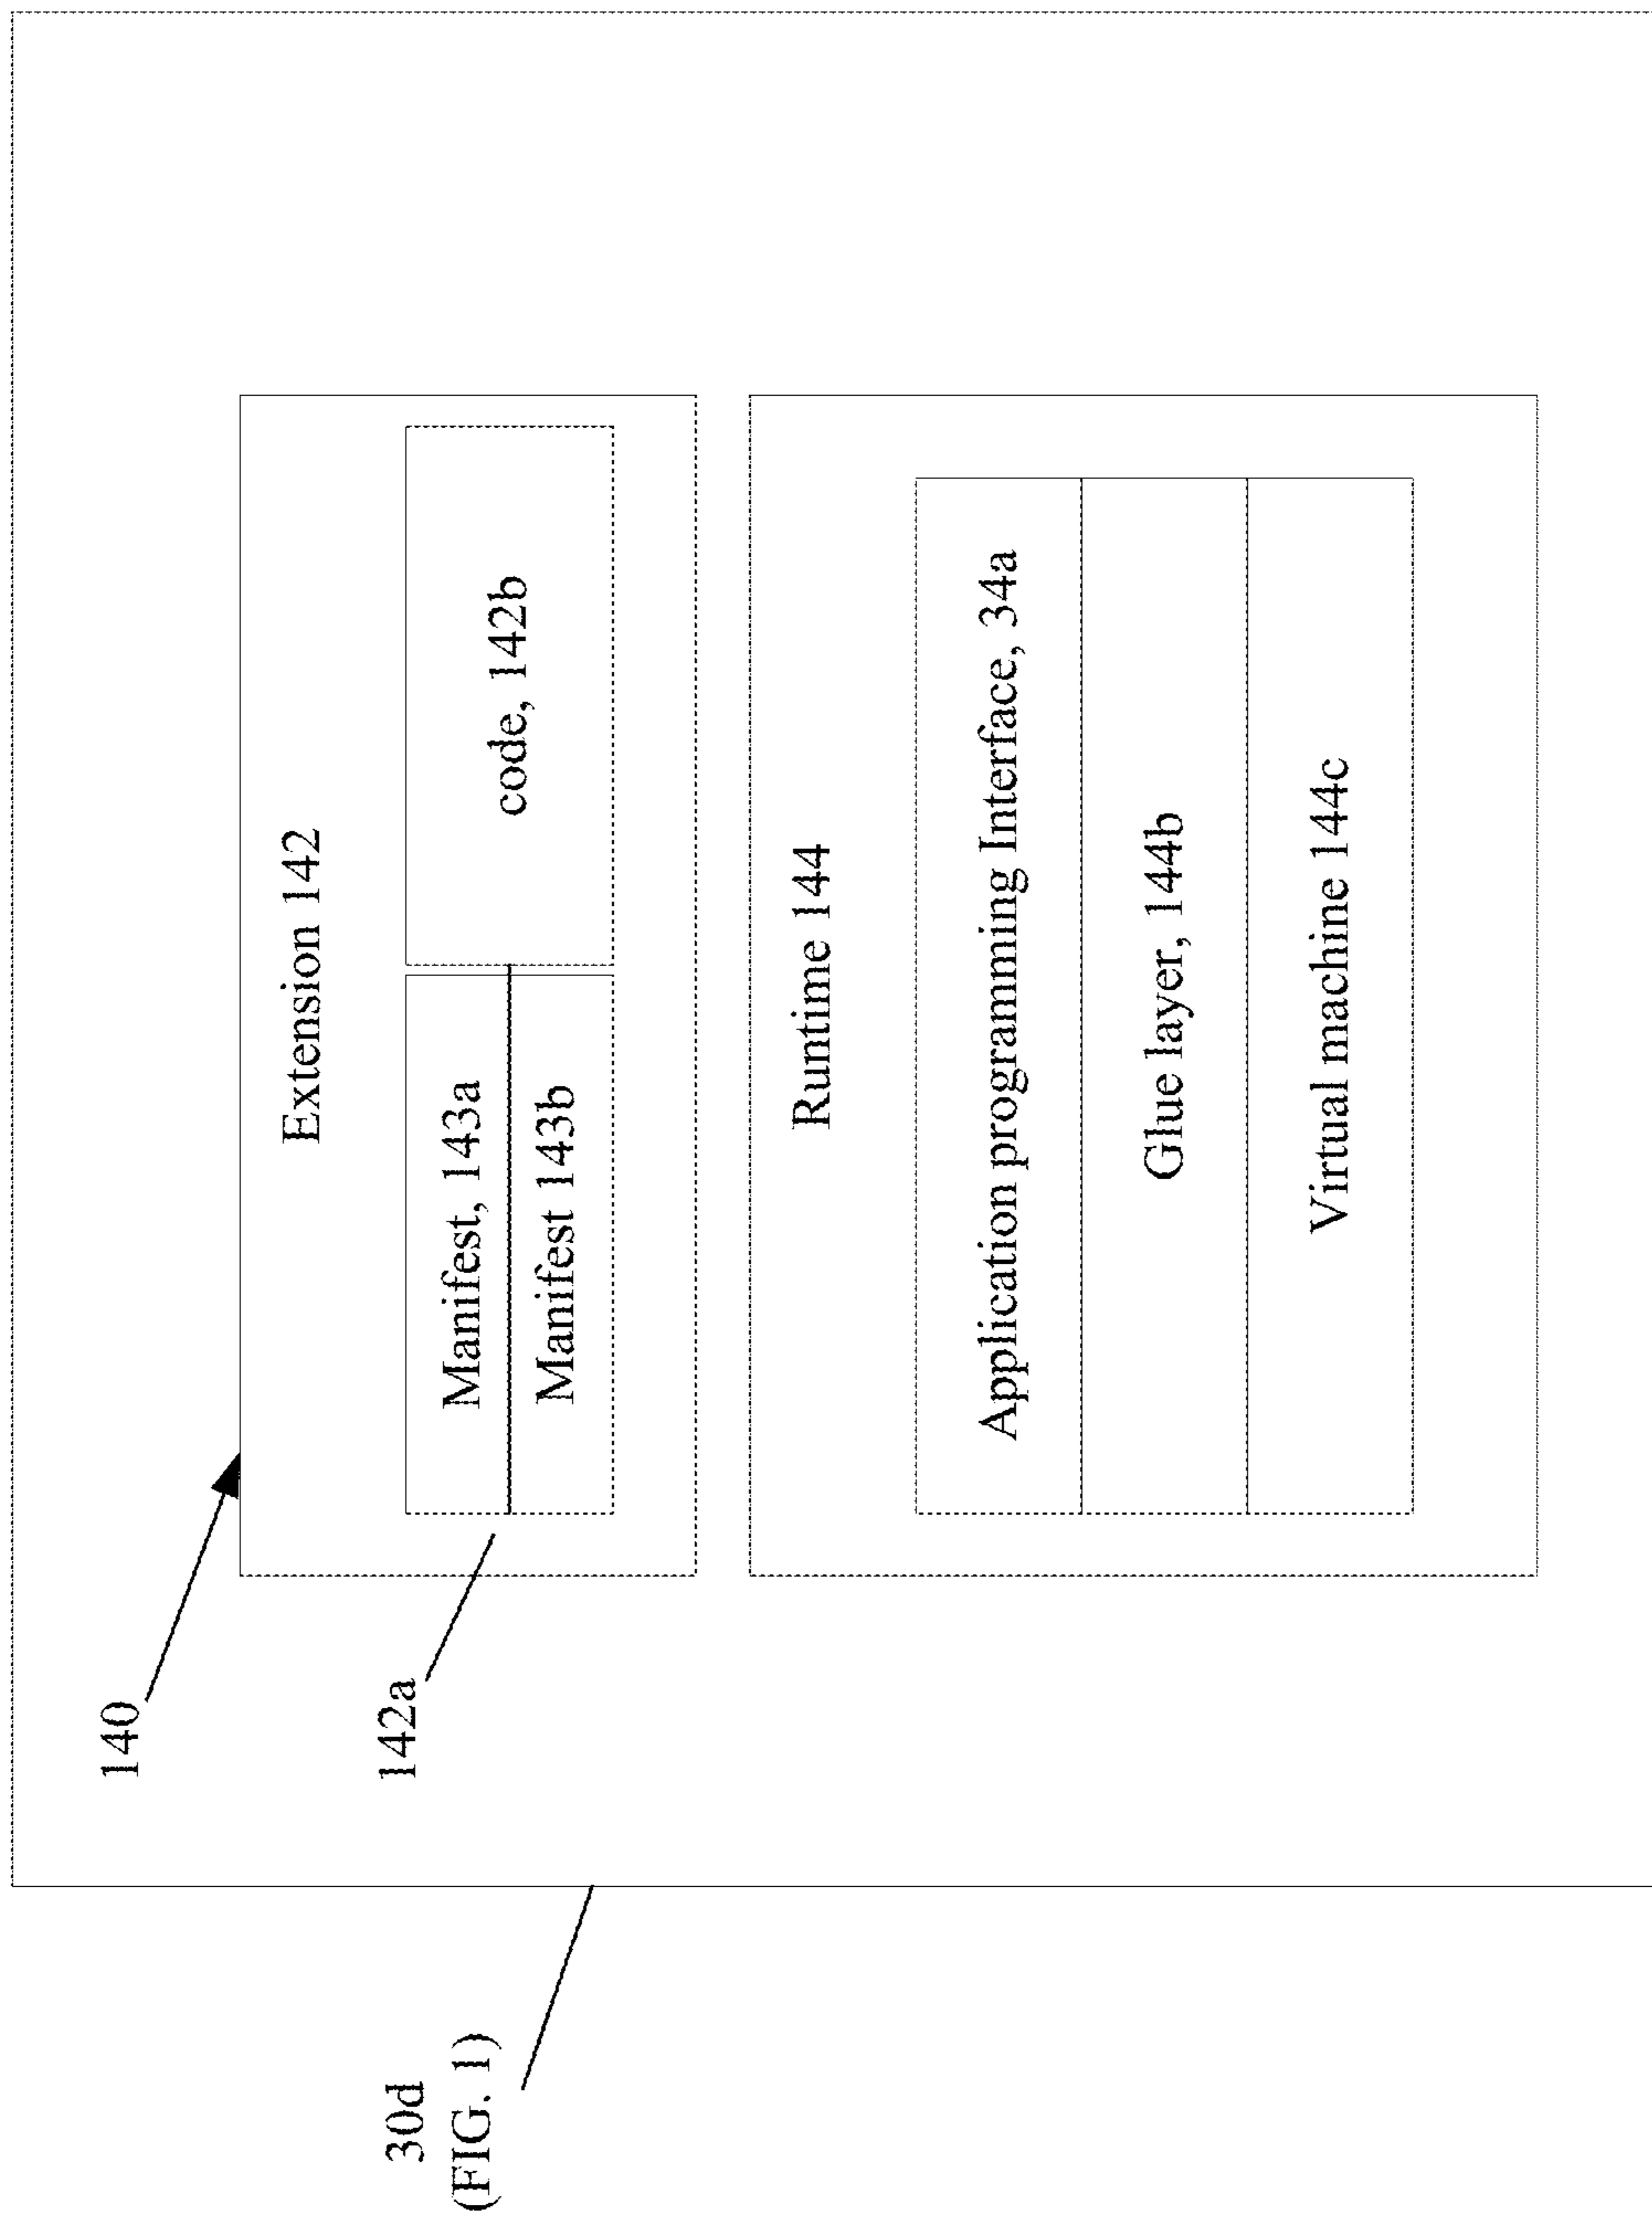 140
Extension 142
142a
Manifest, 143a
Manifest 143b
code, 142b
30d
(FIG. 1)
Runtime 144
Application programming Interface, 34a
Glue layer, 144b
Virtual machine 144c